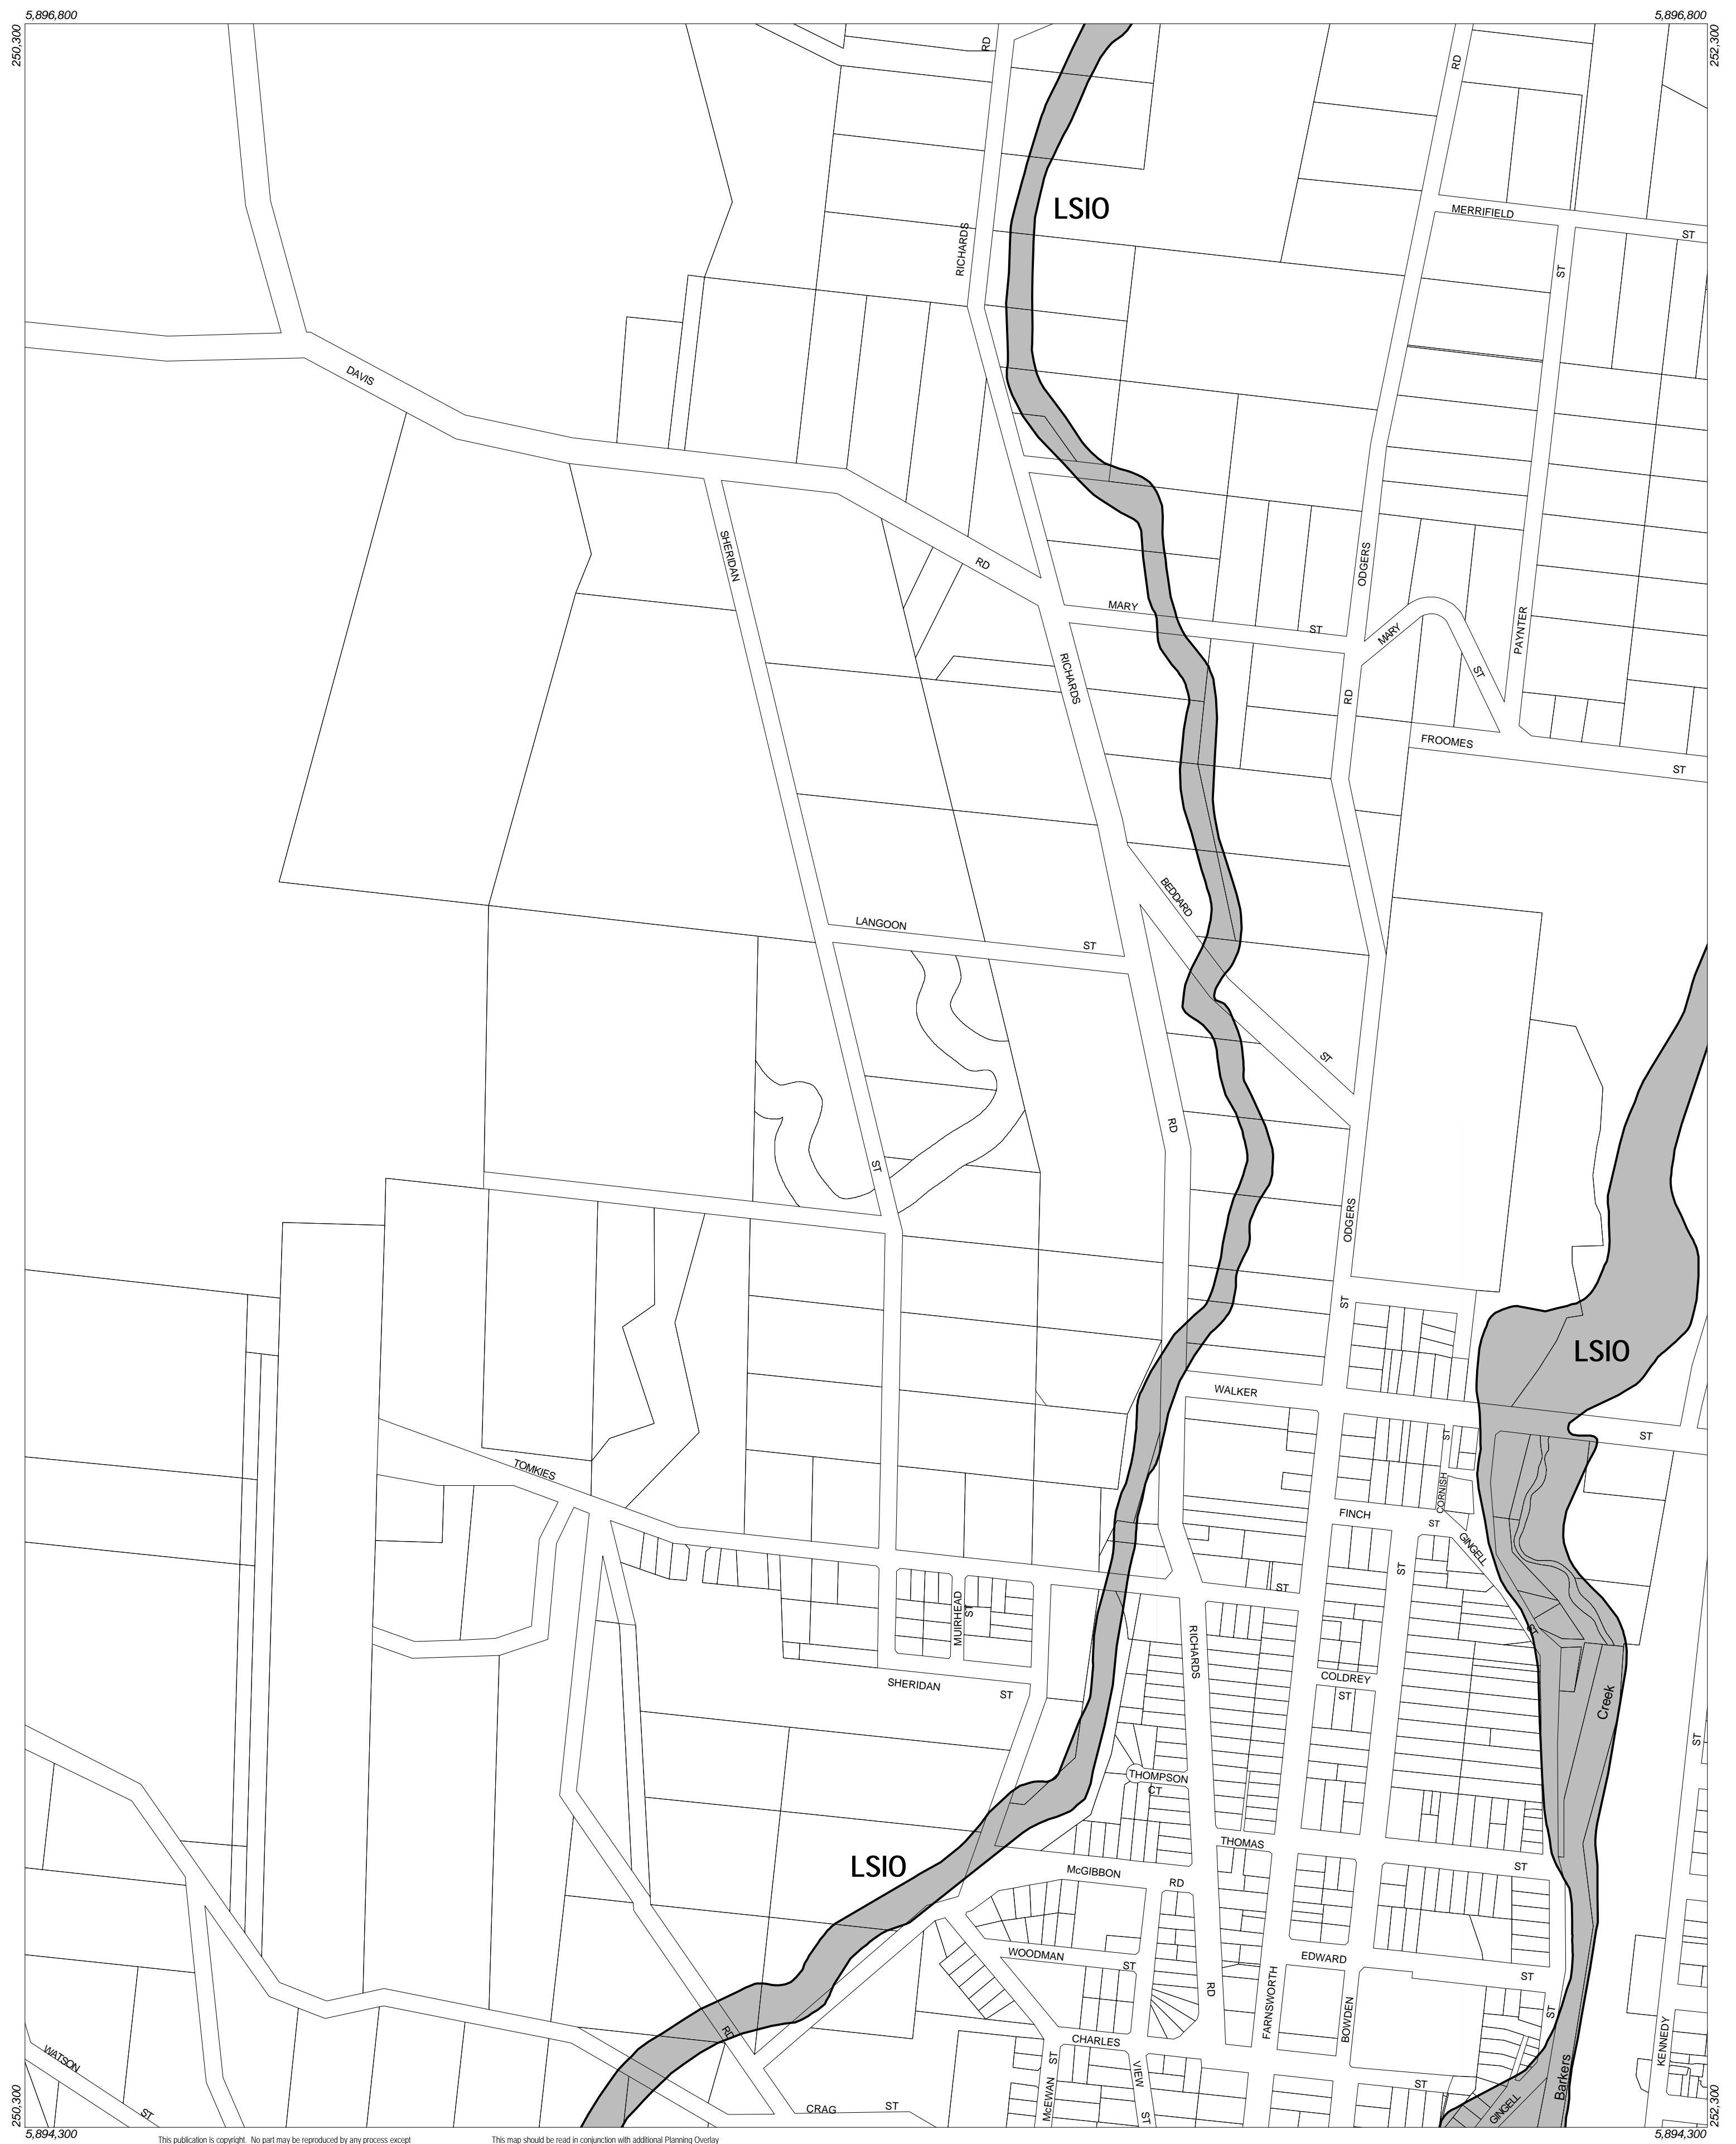 5,896,800
5,896,800
250,300
252,300
RD
RD
LSIO
MERRIFIELD
ST
RICHARDS
ST
DAVIS
SHERIDAN
RD
ODGERS
MARY
ST
MARY
PAYNTER
ST
RICHARDS
RD
FROOMES
ST
BEDDARD
LANGOON
ST
ST
RD
ST
ODGERS
ST
LSIO
WALKER
ST
ST
TOMKIES
CORNISH
FINCH
ST
GINGELL
ST
ST
MUIRHEAD
ST
ST
RICHARDS
COLDREY
ST
SHERIDAN
ST
Creek
ST
THOMPSON
CT
THOMAS
LSIO
McGIBBON
ST
RD
WOODMAN
ST
EDWARD
ST
RD
FARNSWORTH
BOWDEN
ST
RD
CHARLES
KENNEDY
WATSON
ST
VIEW
Barkers
McEWAN
ST
CRAG
ST
ST
ST
GINGELL
250,300
252,300
5,894,300
5,894,300
This publication is copyright. No part may be reproduced by any process except
This map should be read in conjunction with additional Planning Overlay